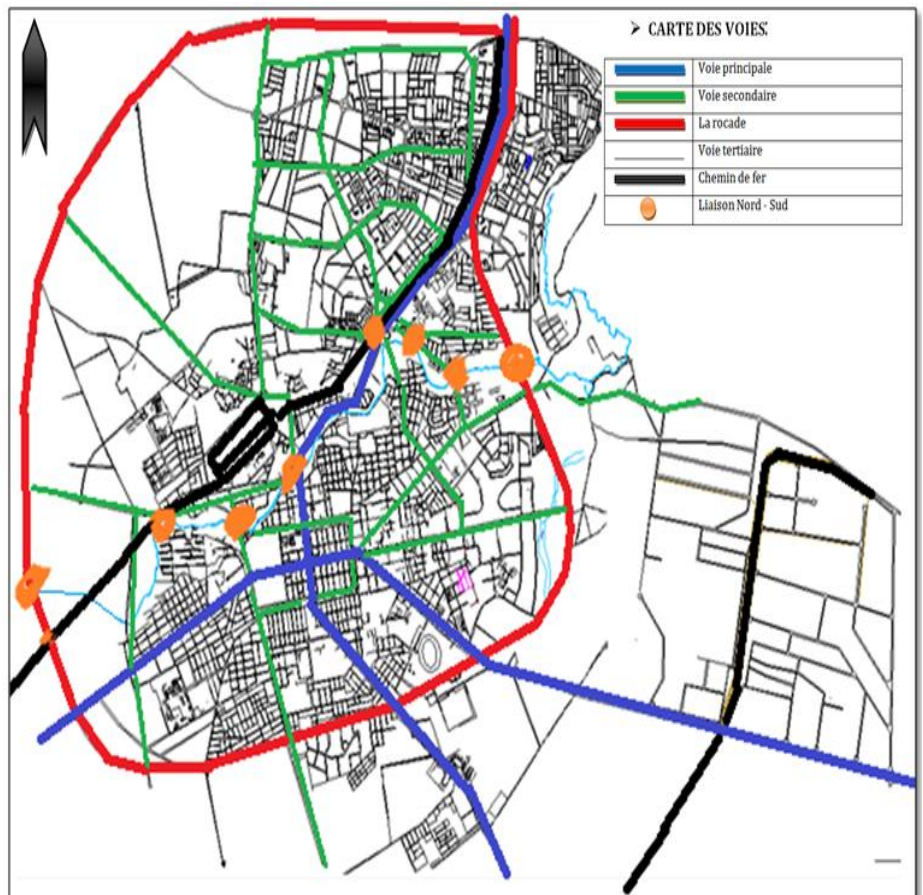 CARTE DES VOIES:
Voie principale
Voie secondaire
La rocade
Voie tertiaire
Chemin de fer
Liaison Nord - Sud